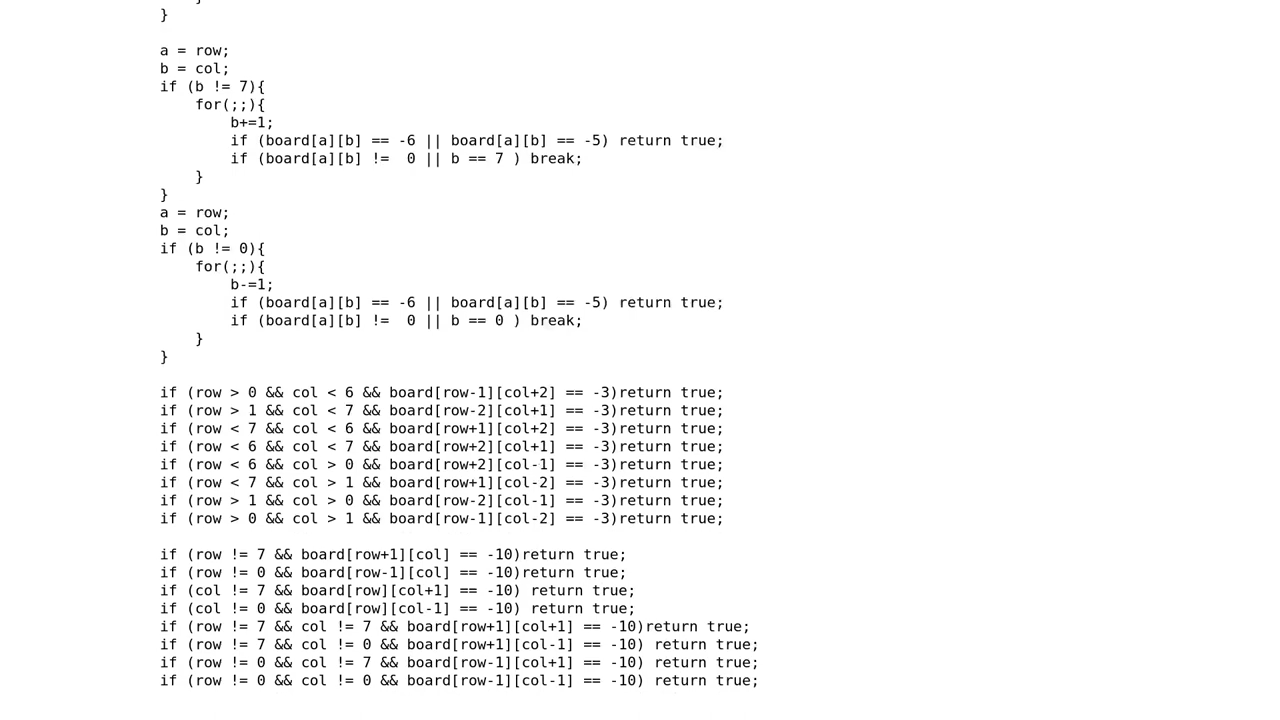 }
}

a = row;
b = col;
if (b != 7){
    for(;;){
        b+=1;
        if (board[a][b] == -6 || board[a][b] == -5) return true;
        if (board[a][b] !=  0 || b == 7 ) break;
    }
}
a = row;
b = col;
if (b != 0){
    for(;;){
        b-=1;
        if (board[a][b] == -6 || board[a][b] == -5) return true;
        if (board[a][b] !=  0 || b == 0 ) break;
    }
}

if (row > 0 && col < 6 && board[row-1][col+2] == -3)return true;
if (row > 1 && col < 7 && board[row-2][col+1] == -3)return true;
if (row < 7 && col < 6 && board[row+1][col+2] == -3)return true;
if (row < 6 && col < 7 && board[row+2][col+1] == -3)return true;
if (row < 6 && col > 0 && board[row+2][col-1] == -3)return true;
if (row < 7 && col > 1 && board[row+1][col-2] == -3)return true;
if (row > 1 && col > 0 && board[row-2][col-1] == -3)return true;
if (row > 0 && col > 1 && board[row-1][col-2] == -3)return true;

if (row != 7 && board[row+1][col] == -10)return true;
if (row != 0 && board[row-1][col] == -10)return true;
if (col != 7 && board[row][col+1] == -10) return true;
if (col != 0 && board[row][col-1] == -10) return true;
if (row != 7 && col != 7 && board[row+1][col+1] == -10)return true;
if (row != 7 && col != 0 && board[row+1][col-1] == -10) return true;
if (row != 0 && col != 7 && board[row-1][col+1] == -10) return true;
if (row != 0 && col != 0 && board[row-1][col-1] == -10) return true;